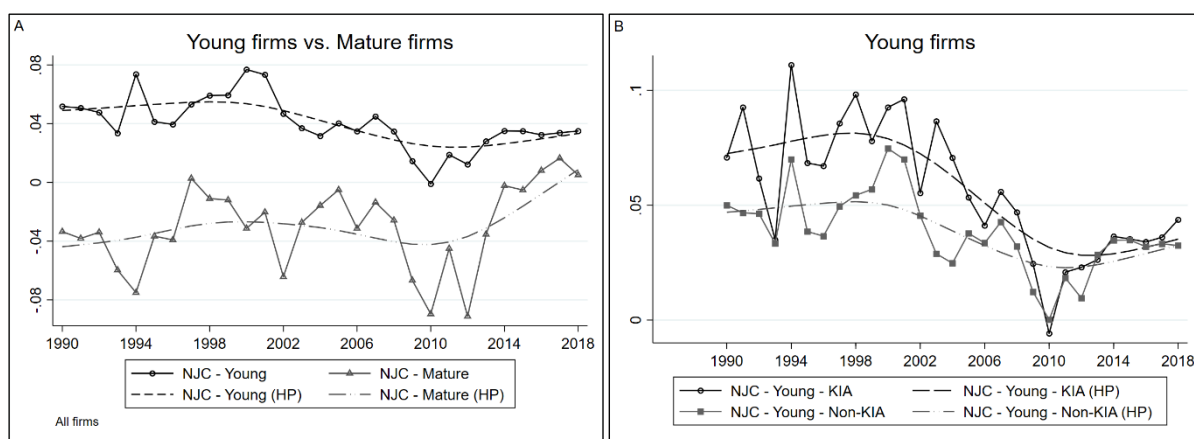 A
Young firms vs. Mature firms
.08
.04
0
-.04
-.08
1990 1994 1998 2002 2006 2010 2014 2018
NJC - Young NJC - Mature
NJC - Young (HP) NJC - Mature (HP)
All firms
B
Young firms
.1
.05
0
1990 1994 1998 2002 2006 2010 2014 2018
NJC - Young - KIA NJC - Young - KIA (HP)
NJC - Young - Non-KIA NJC - Young - Non-KIA (HP)